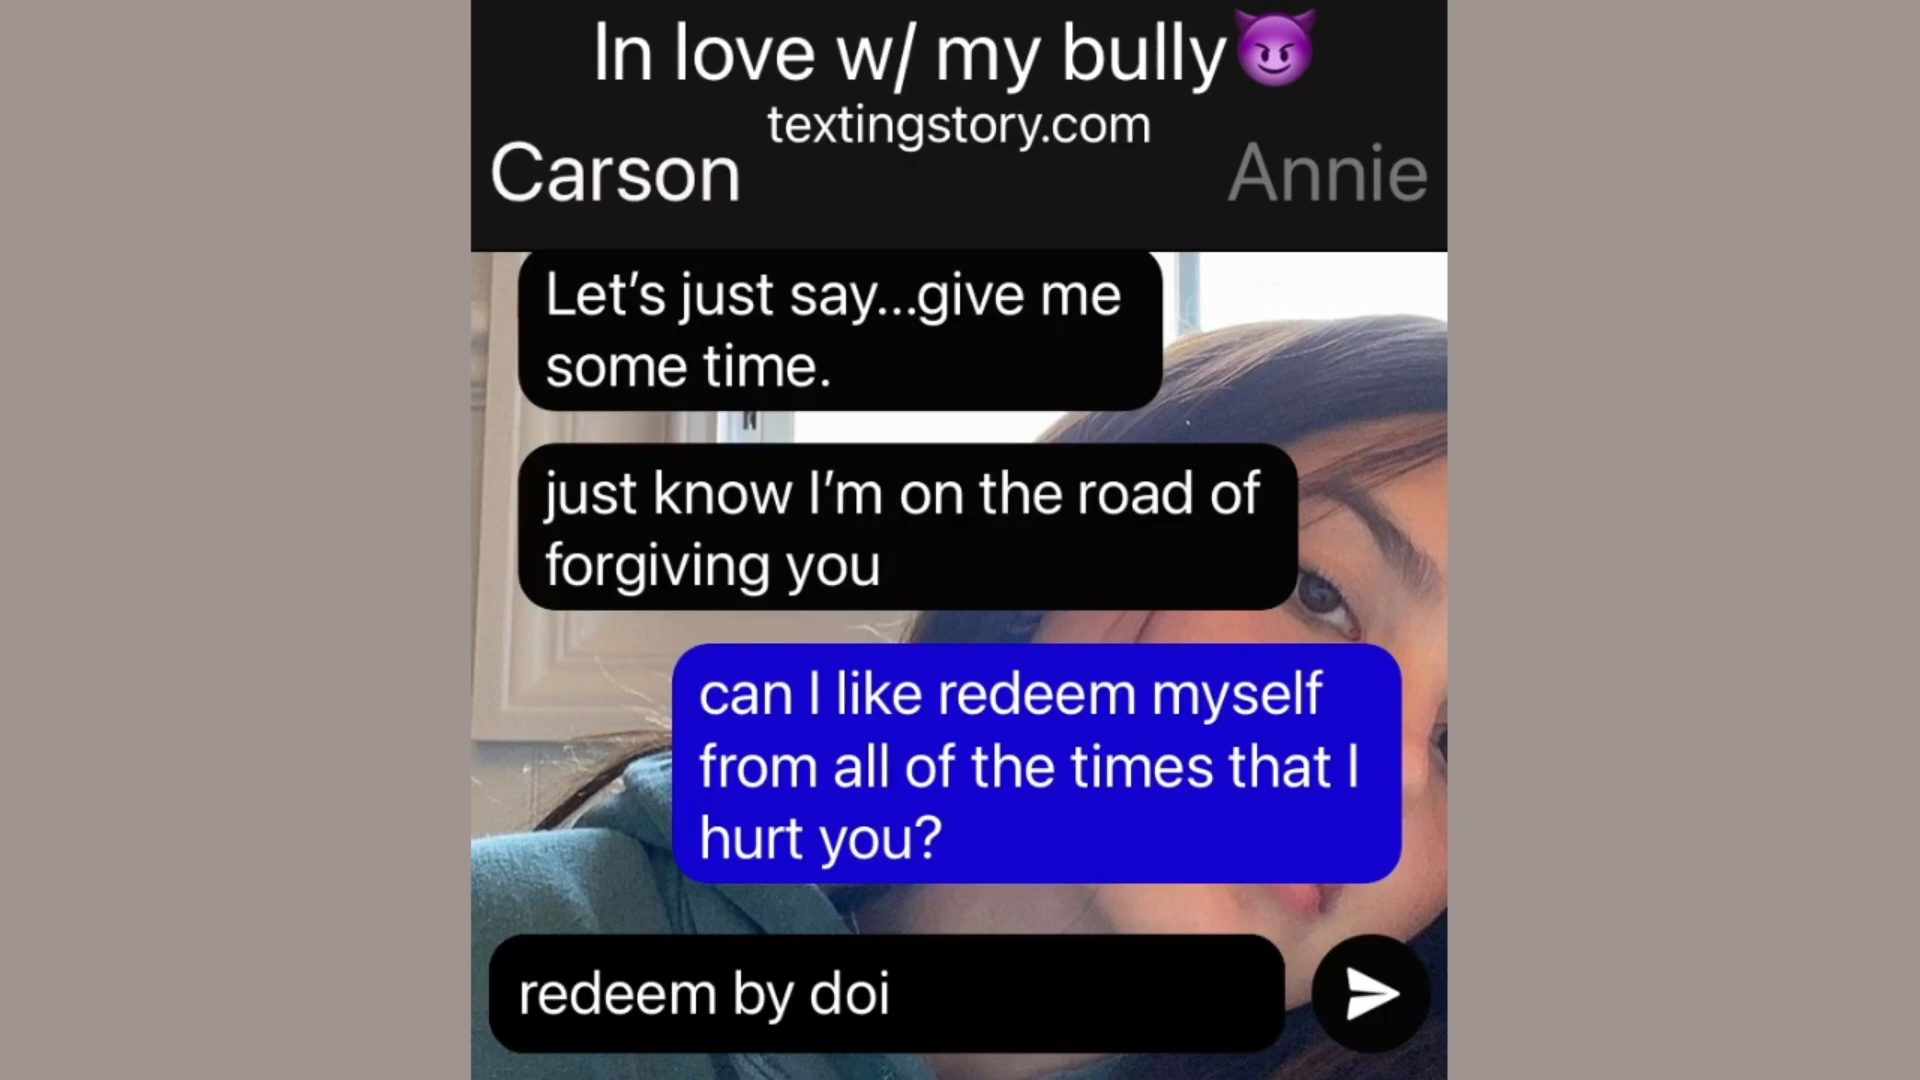 In love w/ my bully😈
textingstory.com
Carson
Annie
Let’s just say...give me
some time.
just know I’m on the road of
forgiving you
can I like redeem myself
from all of the times that I
hurt you?
redeem by doi